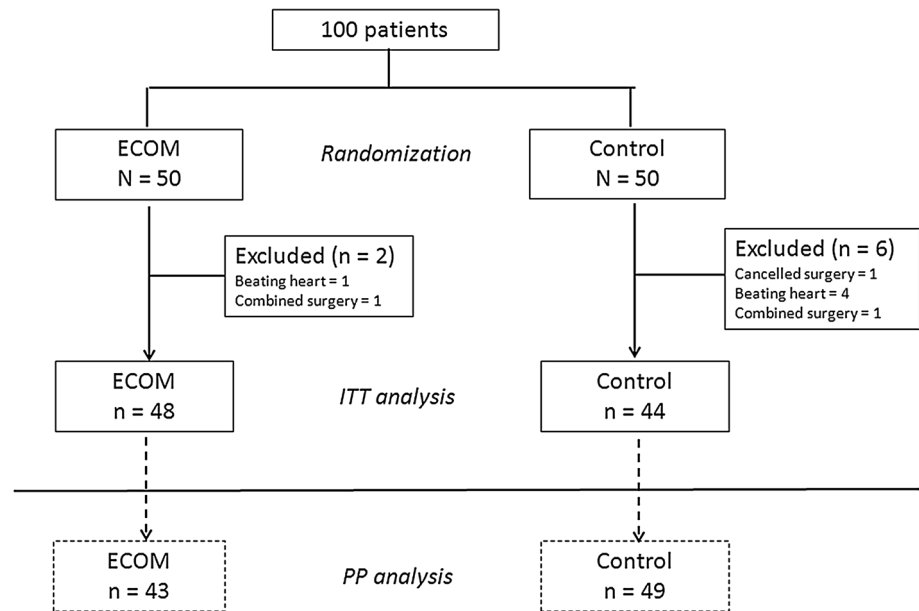 100 patients
ECOM
N = 50
Randomization
Control
N = 50
Excluded (n = 2)
Beating heart = 1
Combined surgery = 1
Excluded (n = 6)
Cancelled surgery = 1
Beating heart = 4
Combined surgery = 1
ECOM
n = 48
ITT analysis
Control
n = 44
ECOM
n = 43
PP analysis
Control
n = 49